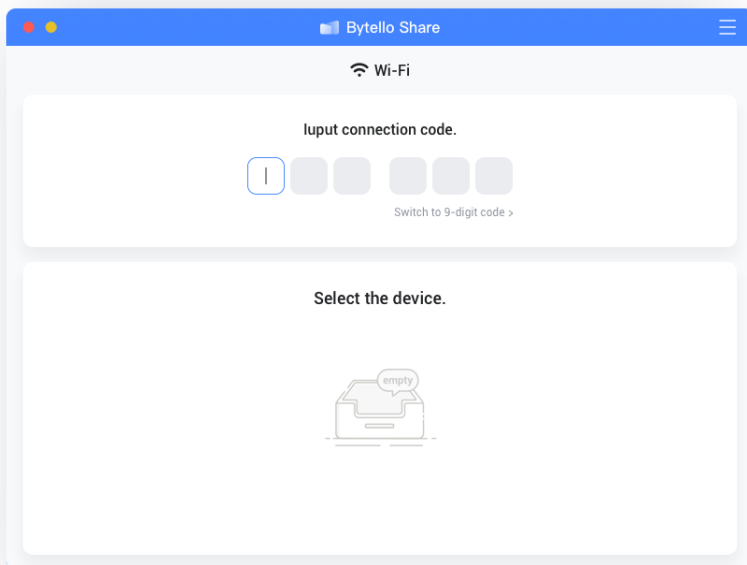 Bytello Share
Wi-Fi
Iuput connection code.
Switch to 9-digit code >
Select the device.
empty